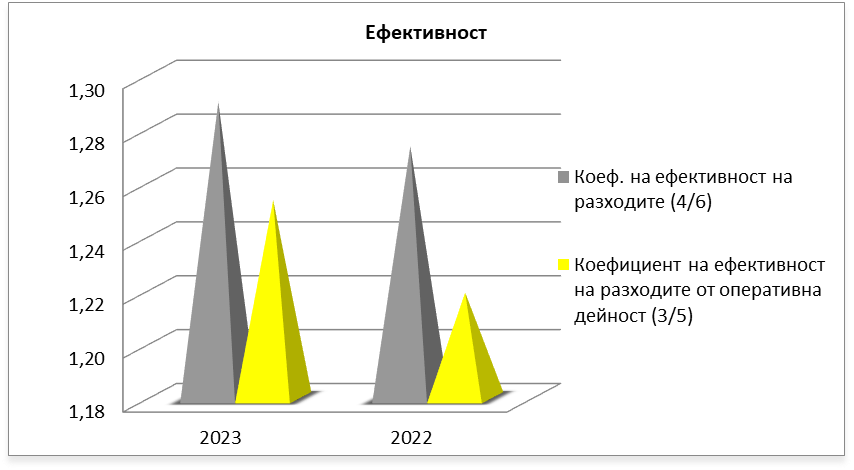 Ефективност
1,30
1,28
1,26
1,24
1,22
1,20
1,18
2023
2022
Коеф. на ефективност на
разходите (4/6)
Коефициент на ефективност
на разходите от оперативна
дейност (3/5)